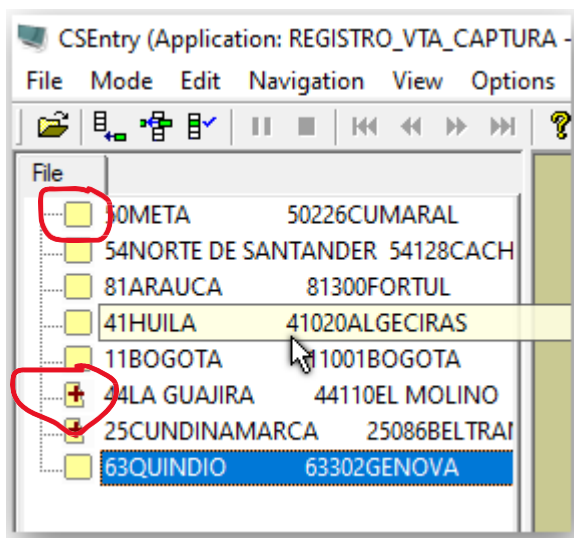 CSEntry (Application: REGISTRO_VTA_CAPTURA -
File Mode Edit Navigation View Options
File
50META 50226CUMARAL
54NORTE DE SANTANDER 54128CACH
81ARAUCA 81300FORTUL
41HUILA 41020ALGECIRAS
11BOGOTA 11001BOGOTA
44LA GUAJIRA 44110EL MOLINO
25CUNDINAMARCA 25086BELTRAN
63QUINDIO 63302GENOVA